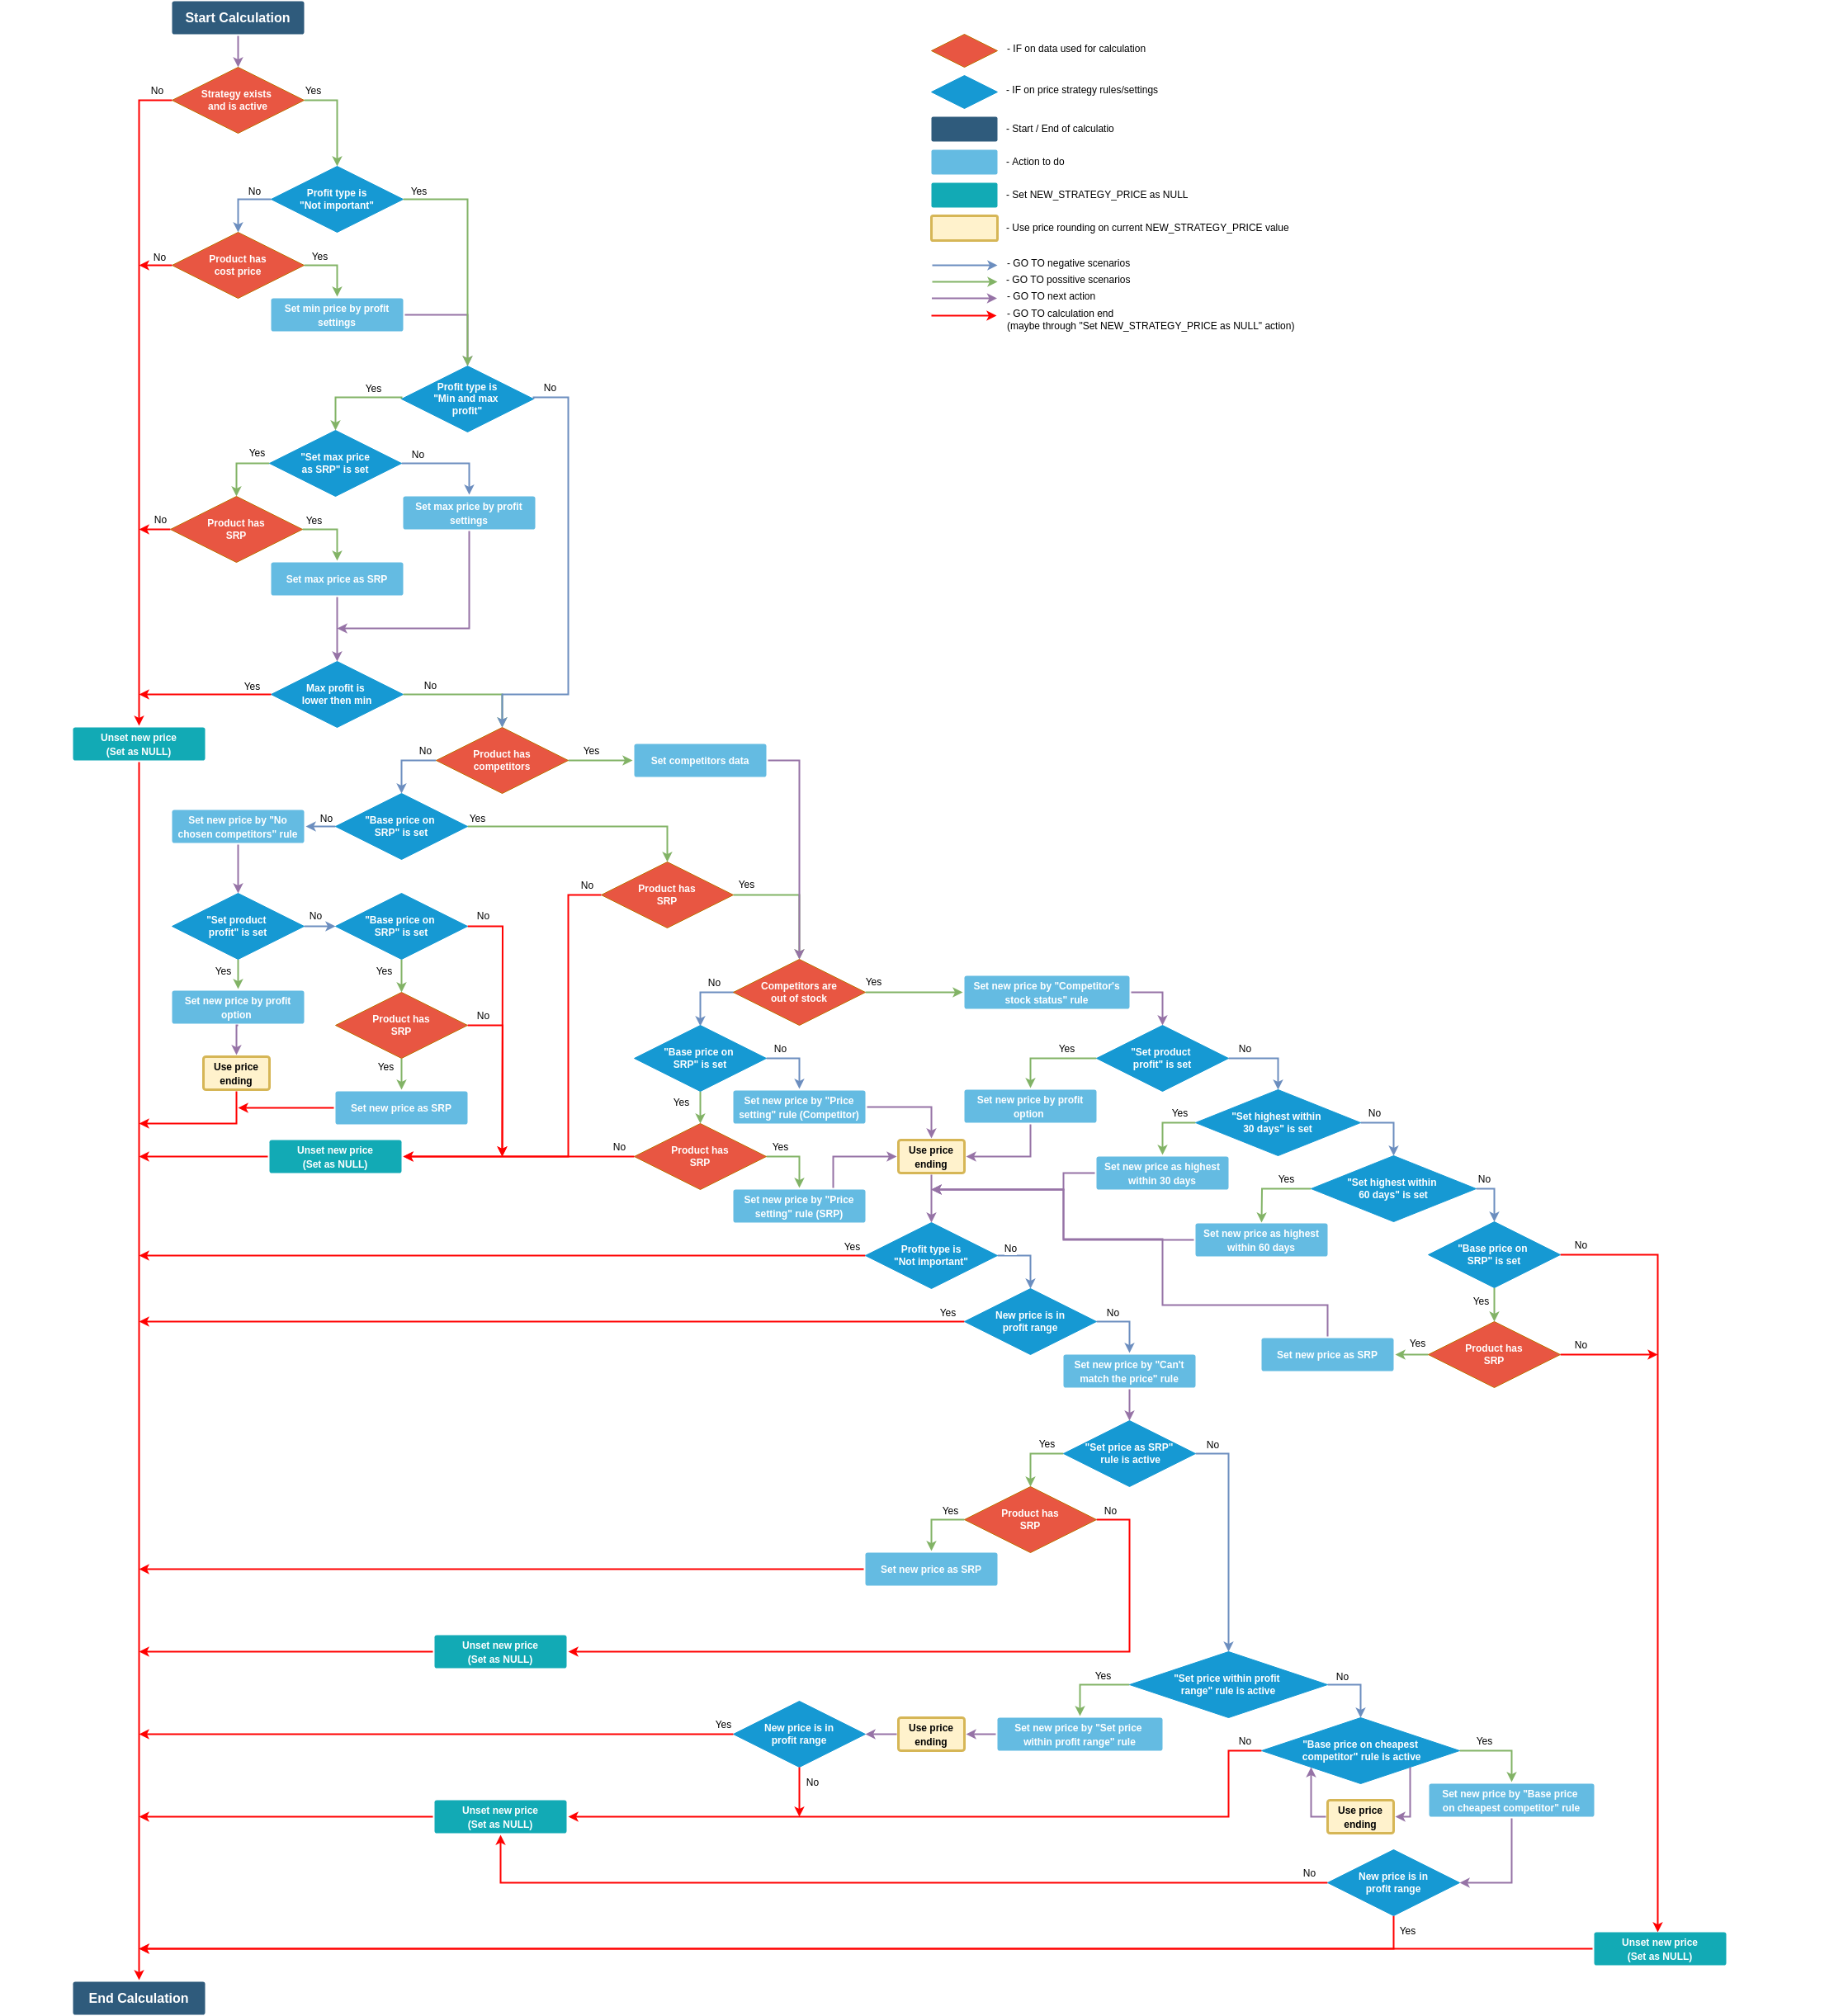 Start Calculation
- IF on data used for calculation
- IF on price strategy rules/settings
- Start / End of calculatio
- Action to do
- Set NEW_STRATEGY_PRICE as NULL
- Use price rounding on current NEW_STRATEGY_PRICE value
- GO TO negative scenarios
- GO TO possitive scenarios
- GO TO next action
- GO TO calculation end
(maybe through "Set NEW_STRATEGY_PRICE as NULL" action)
No
Yes
Strategy exists
and is active
No
Yes
Profit type is
"Not important"
No
Yes
Product has
cost price
Set min price by profit
settings
Yes
No
Profit type is
"Min and max
profit"
Yes
No
"Set max price
as SRP" is set
No
Yes
Product has
SRP
Set max price by profit
settings
Set max price as SRP
Yes
No
Max profit is
lower then min
Unset new price
(Set as NULL)
No
Yes
Product has
competitors
Set competitors data
Set new price by "No
chosen competitors" rule
No
Yes
"Base price on
SRP" is set
No
Yes
Product has
SRP
"Set product
profit" is set
No
Yes
"Base price on
SRP" is set
No
Yes
Set new price by profit
option
Product has
SRP
No
Yes
Use price
ending
Set new price as SRP
Unset new price
(Set as NULL)
No
Yes
Competitors are
out of stock
Set new price by "Competitor's
stock status" rule
"Base price on
SRP" is set
No
Yes
Set new price by "Price
setting" rule (Competitor)
Yes
No
"Set product
profit" is set
Set new price by profit
option
Yes
No
"Set highest within
30 days" is set
No
Yes
Product has
SRP
Use price
ending
Set new price by "Price
setting" rule (SRP)
Set new price as highest
within 30 days
Yes
No
"Set highest within
60 days" is set
Set new price as highest
within 60 days
"Base price on
SRP" is set
No
Yes
Yes
No
Profit type is
"Not important"
Yes
No
New price is in
profit range
Set new price as SRP
Yes
No
Product has
SRP
Set new price by "Can't
match the price" rule
Yes
No
"Set price as SRP"
rule is active
Yes
No
Product has
SRP
Set new price as SRP
Unset new price
(Set as NULL)
Yes
No
"Set price within profit
range" rule is active
Yes
No
New price is in
profit range
Use price
ending
Set new price by "Set price
within profit range" rule
No
Yes
"Base price on cheapest
competitor" rule is active
Unset new price
(Set as NULL)
Use price
ending
Set new price by "Base price
on cheapest competitor" rule
No
Yes
New price is in
profit range
Unset new price
(Set as NULL)
End Calculation